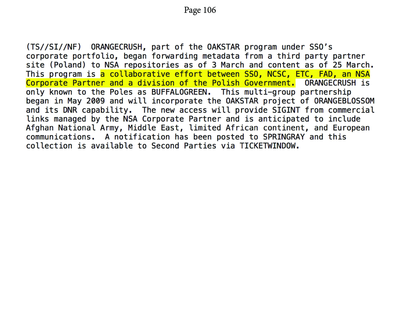 Page 106
(TS//SI//NF) ORANGECRUSH, part of the OAKSTAR program under SSO's
corporate portfolio, began forwarding metadata from a third party partner
site (Poland) to NSA repositories as of 3 March and content as of 25 March.
This program is a collaborative effort between SSO, NCSC, ETC, FAD, an NSA
Corporate Partner and a division of the Polish Government. ORANGECRUSH is
only known to the Poles as BUFFALOGREEN. This multi-group partnership
began in May 2009 and will incorporate the OAKSTAR project of ORANGEBLOSSOM
and its DNR capability. The new access will provide SIGINT from commercial
links managed by the NSA Corporate Partner and is anticipated to include
Afghan National Army, Middle East, limited African continent, and European
communications. A notification has been posted to SPRINGRAY and this
collection is available to Second Parties via TICKETWINDOW.